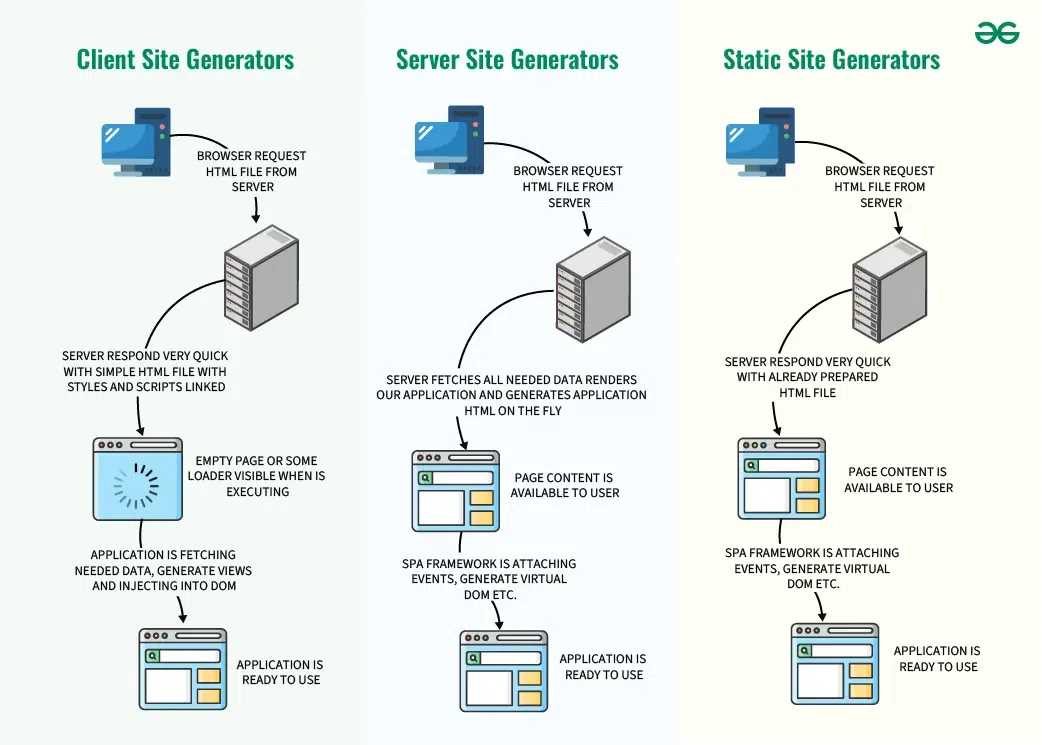 Client Site Generators
BROWSER REQUEST
HTML FILE FROM
SERVER
SERVER RESPOND VERY QUICK
WITH SIMPLE HTML FILE WITH
STYLES AND SCRIPTS LINKED
EMPTY PAGE OR SOME
LOADER VISIBLE WHEN IS
EXECUTING
APPLICATION IS FETCHING
NEEDED DATA, GENERATE VIEWS
AND INJECTING INTO DOM
APPLICATION IS
READY TO USE
Server Site Generators
BROWSER REQUEST
HTML FILE FROM
SERVER
SERVER FETCHES ALL NEEDED DATA RENDERS
OUR APPLICATION AND GENERATES APPLICATION
HTML ON THE FLY
PAGE CONTENT IS
AVAILABLE TO USER
SPA FRAMEWORK IS ATTACHING
EVENTS, GENERATE VIRTUAL
DOM ETC.
APPLICATION IS
READY TO USE
Static Site Generators
BROWSER REQUEST
HTML FILE FROM
SERVER
SERVER RESPOND VERY QUICK
WITH ALREADY PREPARED
HTML FILE
PAGE CONTENT IS
AVAILABLE TO USER
SPA FRAMEWORK IS ATTACHING
EVENTS, GENERATE VIRTUAL
DOM ETC.
APPLICATION IS
READY TO USE